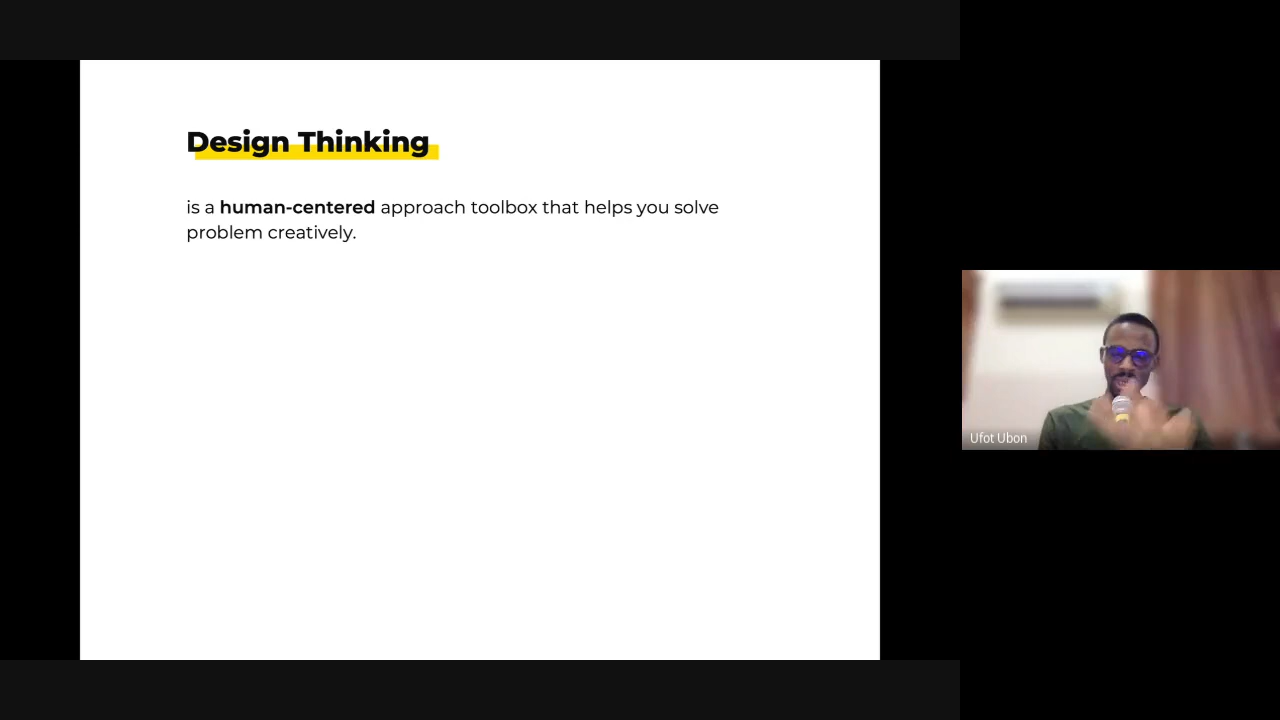 Design Thinking
is a human-centered approach toolbox that helps you solve
problem creatively.
Ufot Ubon